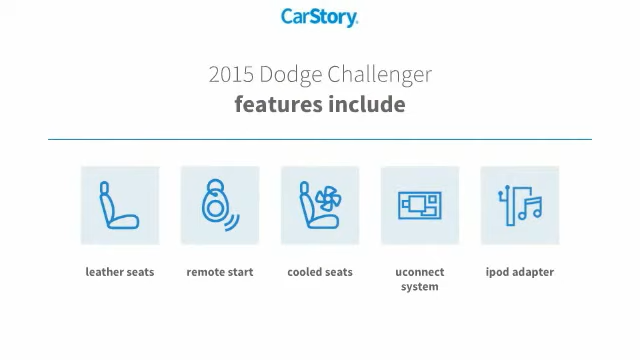 CarStory.
2015 Dodge Challenger
features include
leather seats
remote start
cooled seats
uconnect
system
ipod adapter